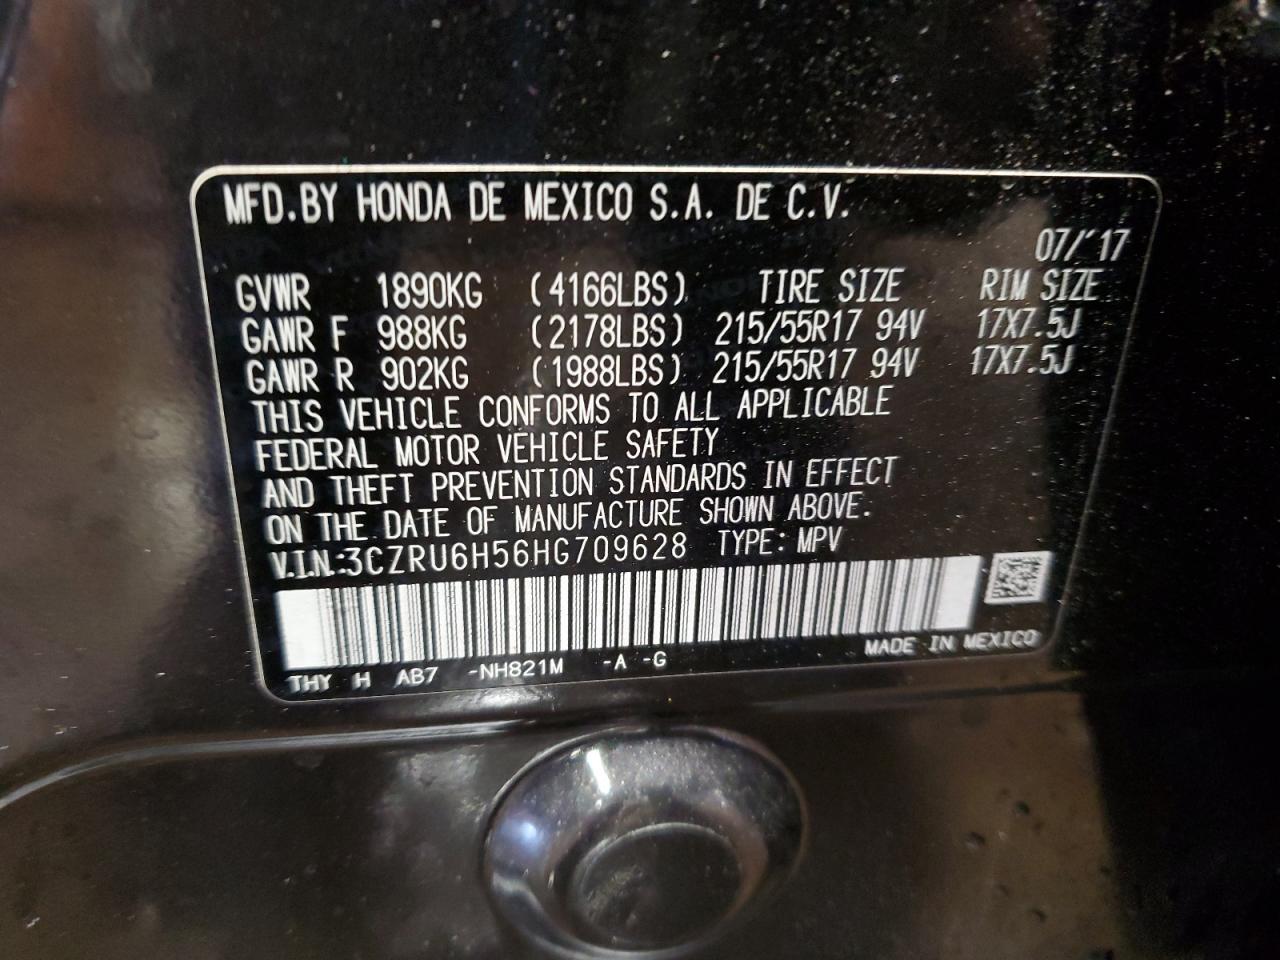 MFD.BY HONDA DE MEXICO S.A. DE C.V.
07/'17
GVWR 1890KG (4166LBS) TIRE SIZE RIM SIZE
GAWR F 988KG (2178LBS) 215/55R17 94V 17X7.5J
GAWR R 902KG (1988LBS) 215/55R17 94V 17X7.5J
THIS VEHICLE CONFORMS TO ALL APPLICABLE
FEDERAL MOTOR VEHICLE SAFETY
AND THEFT PREVENTION STANDARDS IN EFFECT
ON THE DATE OF MANUFACTURE SHOWN ABOVE.
V.I.N.:3CZRU6H56HG709628 TYPE: MPV
MADE IN MEXICO
THY H AB7 -NH821M -A -G